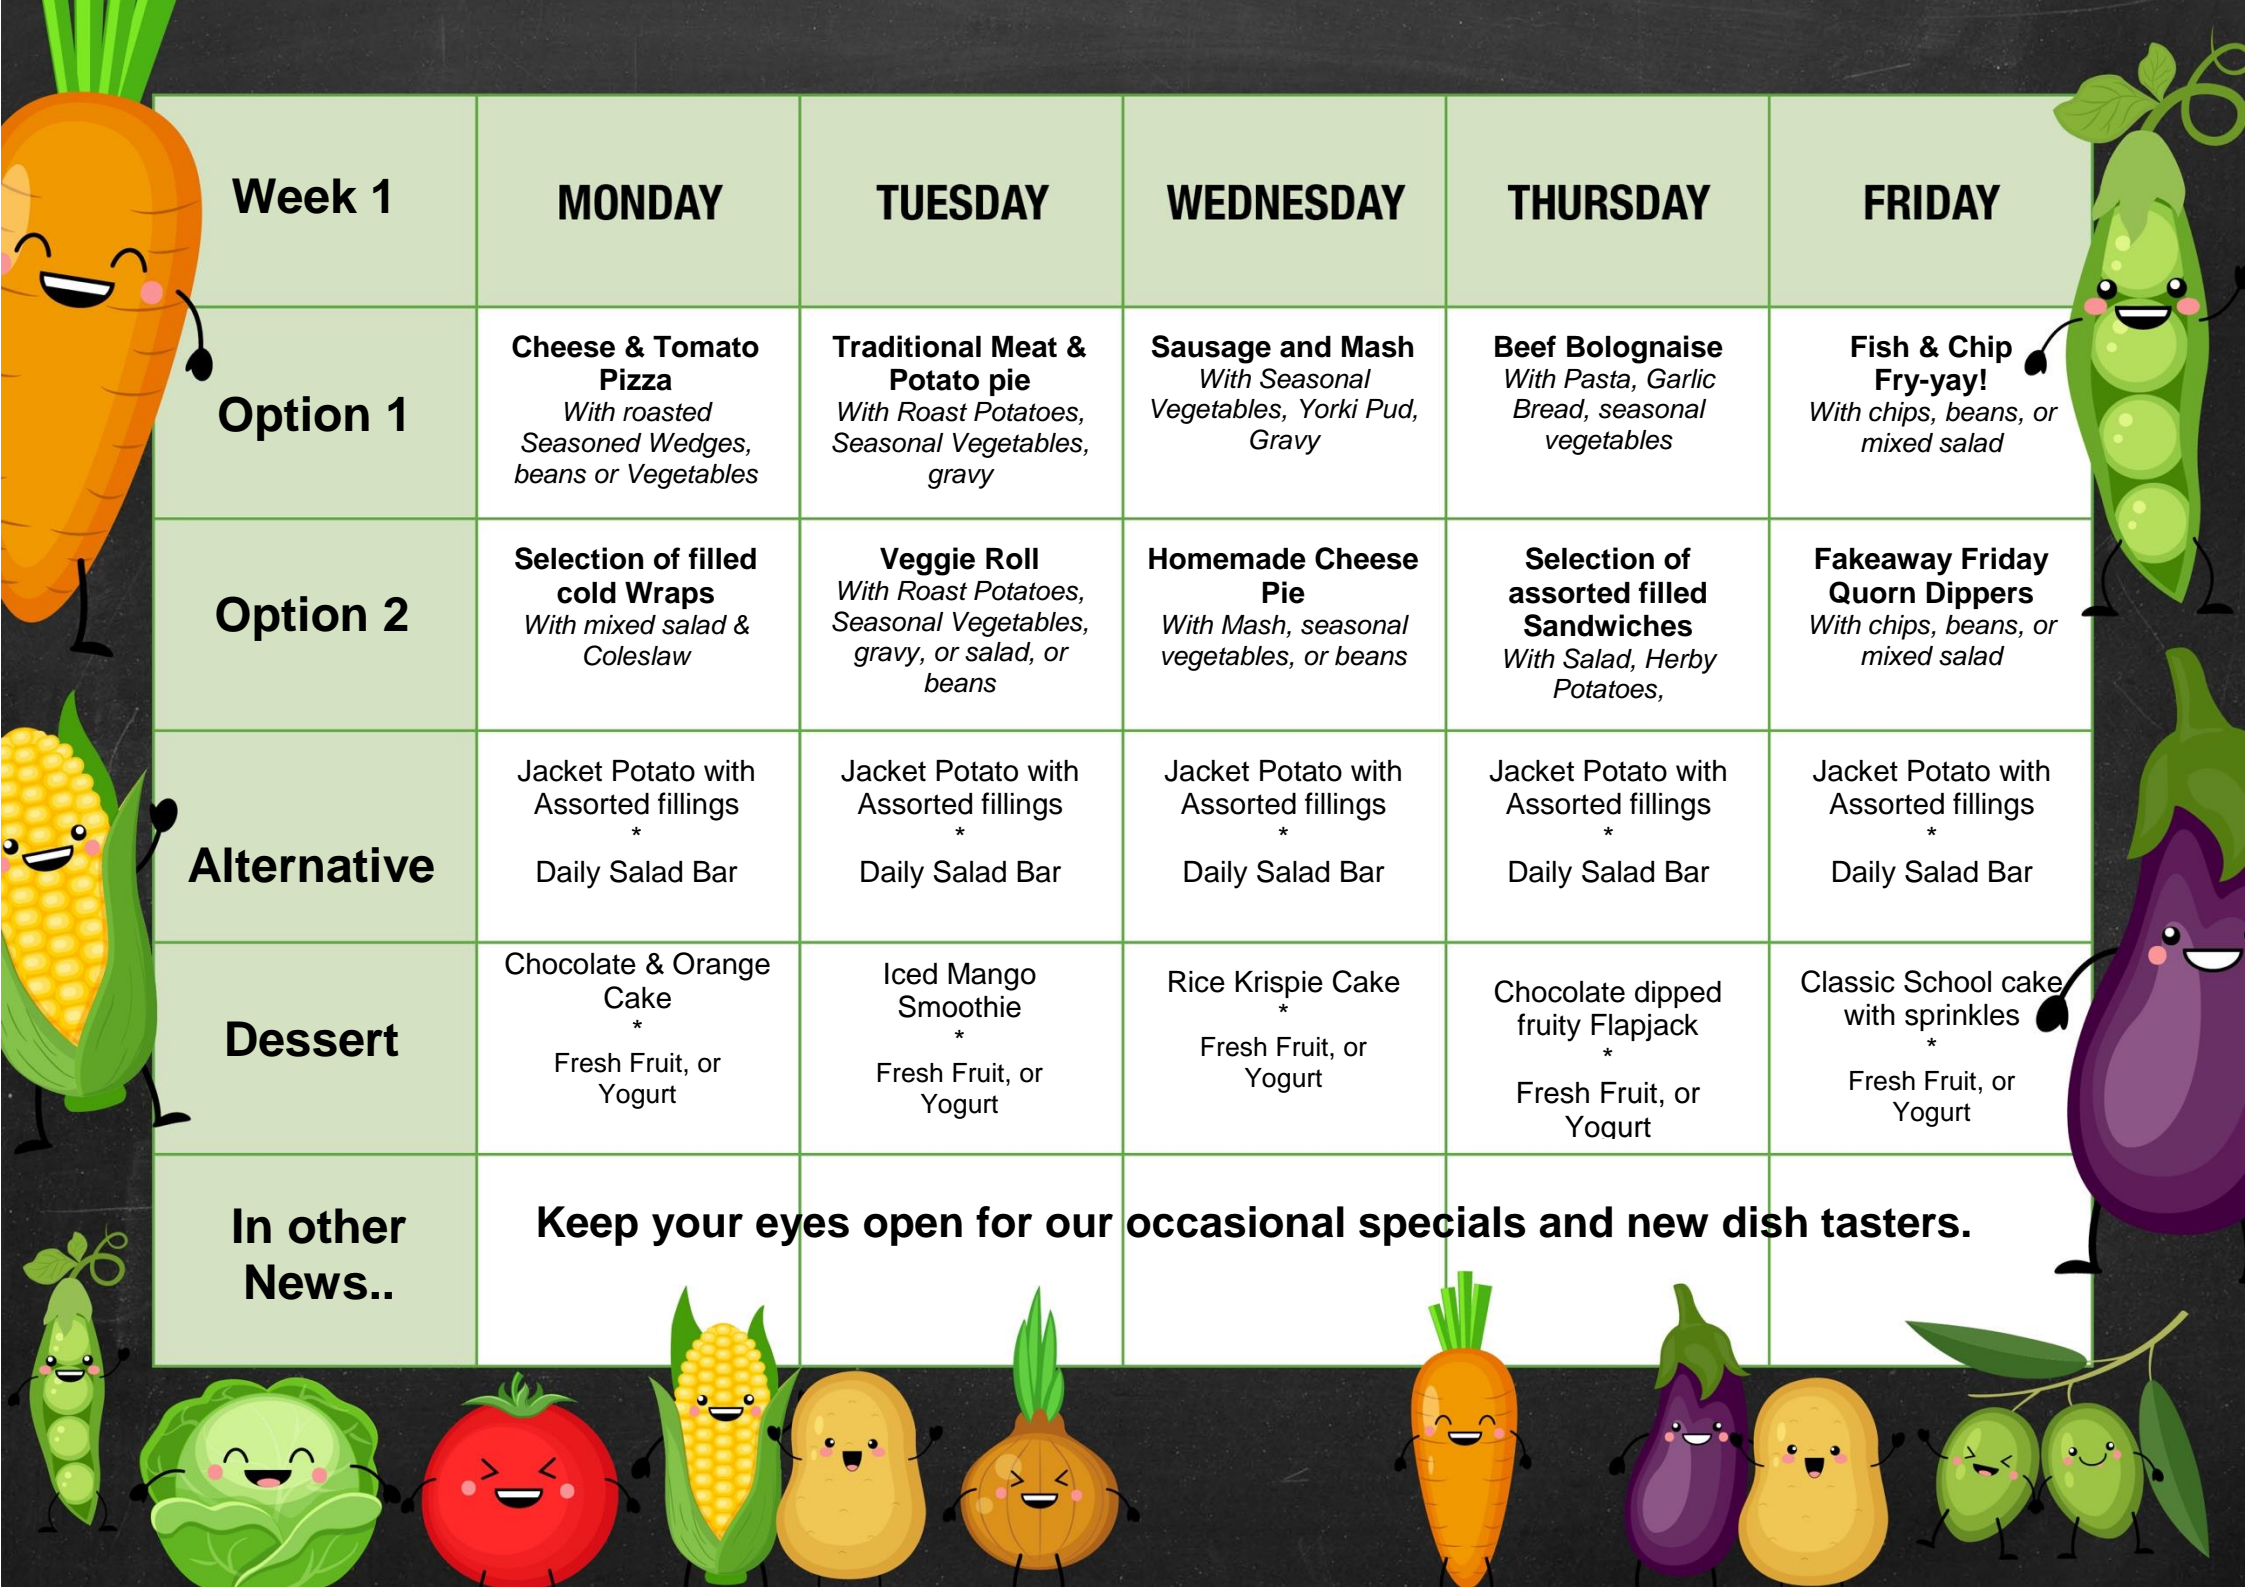 Week 1
MONDAY
TUESDAY
WEDNESDAY
THURSDAY
FRIDAY
Option 1
Cheese & Tomato
Pizza
With roasted
Seasoned Wedges,
beans or Vegetables
Traditional Meat &
Potato pie
With Roast Potatoes,
Seasonal Vegetables,
gravy
Sausage and Mash
With Seasonal
Vegetables, Yorki Pud,
Gravy
Beef Bolognaise
With Pasta, Garlic
Bread, seasonal
vegetables
Fish & Chip
Fry-yay!
With chips, beans, or
mixed salad
Option 2
Selection of filled
cold Wraps
With mixed salad &
Coleslaw
Veggie Roll
With Roast Potatoes,
Seasonal Vegetables,
gravy, or salad, or
beans
Homemade Cheese
Pie
With Mash, seasonal
vegetables, or beans
Selection of
assorted filled
Sandwiches
With Salad, Herby
Potatoes,
Fakeaway Friday
Quorn Dippers
With chips, beans, or
mixed salad
Alternative
Jacket Potato with
Assorted fillings
*
Daily Salad Bar
Jacket Potato with
Assorted fillings
*
Daily Salad Bar
Jacket Potato with
Assorted fillings
*
Daily Salad Bar
Jacket Potato with
Assorted fillings
*
Daily Salad Bar
Jacket Potato with
Assorted fillings
*
Daily Salad Bar
Dessert
Chocolate & Orange
Cake
*
Fresh Fruit, or
Yogurt
Iced Mango
Smoothie
*
Fresh Fruit, or
Yogurt
Rice Krispie Cake
*
Fresh Fruit, or
Yogurt
Chocolate dipped
fruity Flapjack
*
Fresh Fruit, or
Yogurt
Classic School cake
with sprinkles
*
Fresh Fruit, or
Yogurt
In other
News..
Keep your eyes open for our occasional specials and new dish tasters.